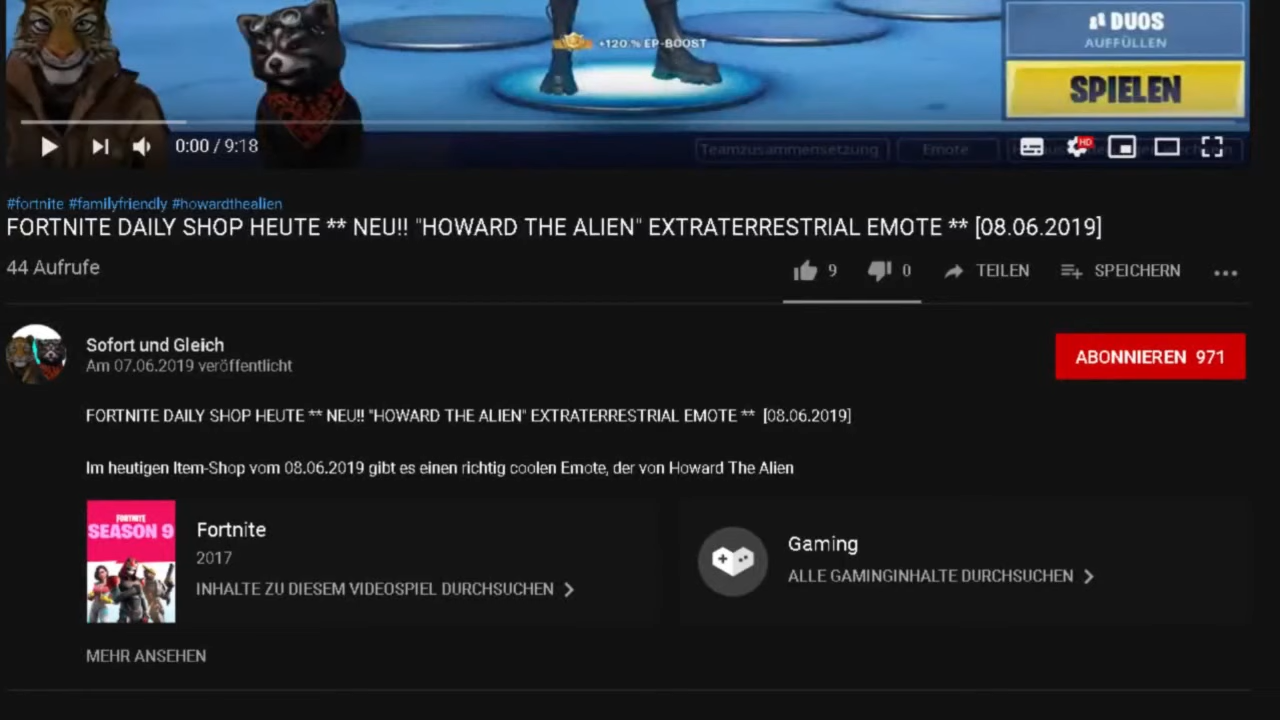 DUOS
AUFFÜLLEN
+120 % EP-BOOST
SPIELEN
0:00 / 9:18
Teamzusammensetzung
Emote
HD
#fortnite #familyfriendly #howardthealien
FORTNITE DAILY SHOP HEUTE ** NEU!! "HOWARD THE ALIEN" EXTRATERRESTRIAL EMOTE ** [08.06.2019]
44 Aufrufe
9
0
TEILEN
SPEICHERN
Sofort und Gleich
Am 07.06.2019 veröffentlicht
ABONNIEREN 971
FORTNITE DAILY SHOP HEUTE ** NEU!! "HOWARD THE ALIEN" EXTRATERRESTRIAL EMOTE ** [08.06.2019]
Im heutigen Item-Shop vom 08.06.2019 gibt es einen richtig coolen Emote, der von Howard The Alien
FORTNITE
SEASON 9
Fortnite
2017
INHALTE ZU DIESEM VIDEOSPIEL DURCHSUCHEN
Gaming
ALLE GAMINGINHALTE DURCHSUCHEN
MEHR ANSEHEN